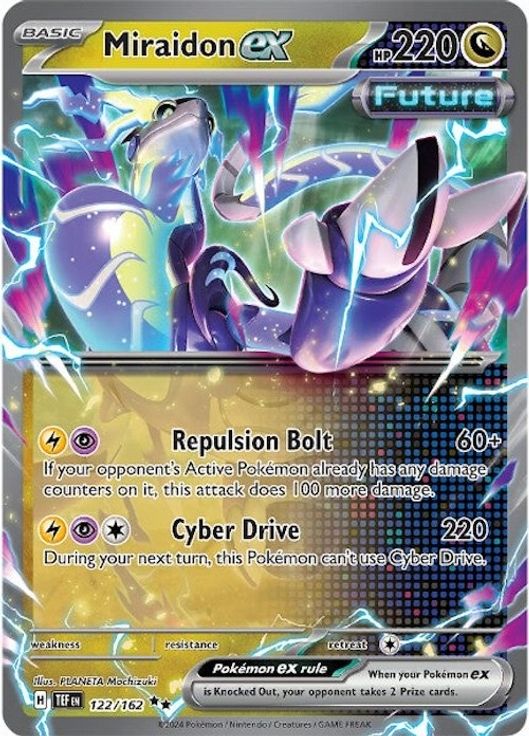 BASIC
Miraidon ex
HP 220
Future
Repulsion Bolt 60+
If your opponent's Active Pokémon already has any damage
counters on it, this attack does 100 more damage.
Cyber Drive 220
During your next turn, this Pokémon can't use Cyber Drive.
weakness resistance retreat
Illus. PLANETA Mochizuki
Pokémon ex rule When your Pokémon ex
is Knocked Out, your opponent takes 2 Prize cards.
H TEF EN 122/162 ★★
©2024 Pokémon / Nintendo / Creatures / GAME FREAK